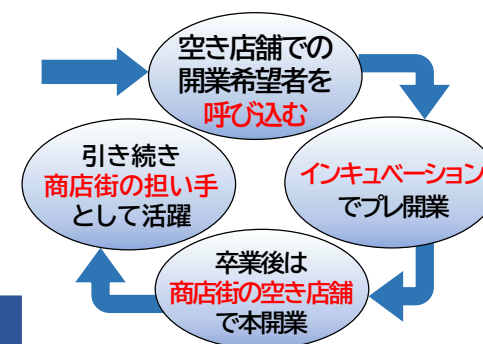 空き店舗での
開業希望者を
呼び込む
インキュベーション
でプレ開業
卒業後は
商店街の空き店舗
で本開業
引き続き
商店街の担い手
として活躍